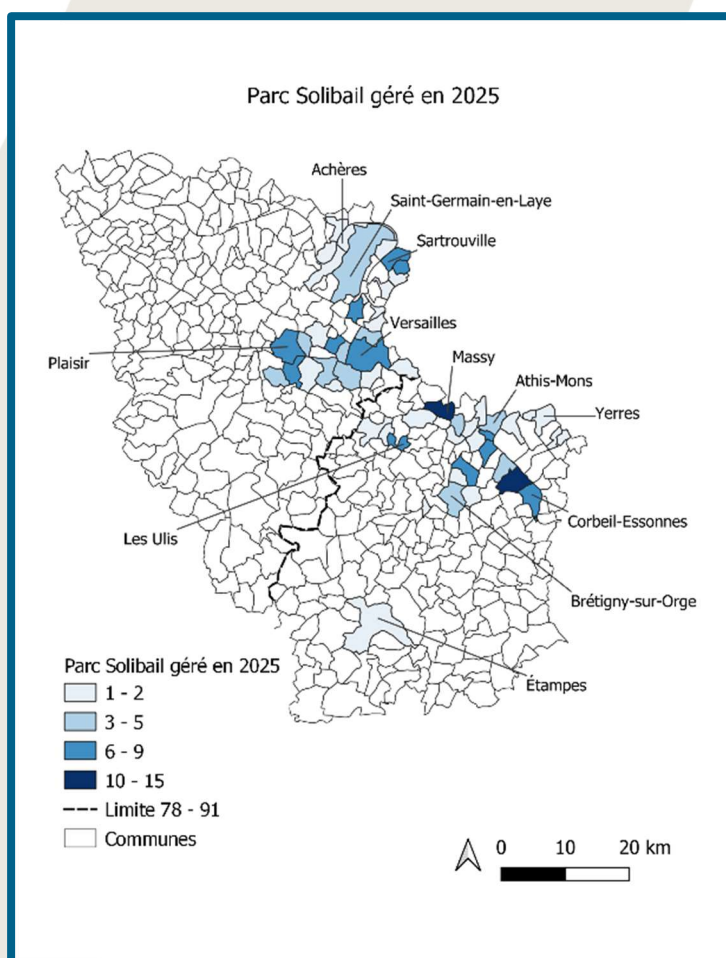 Parc Solibail géré en 2025
Achères
Saint-Germain-en-Laye
Sartrouville
Versailles
Plaisir
Massy
Athis-Mons
Yerres
Les Ulis
Corbeil-Essonnes
Brétigny-sur-Orge
Étampes
Parc Solibail géré en 2025
1 - 2
3 - 5
6 - 9
10 - 15
Limite 78 - 91
Communes
0 10 20 km